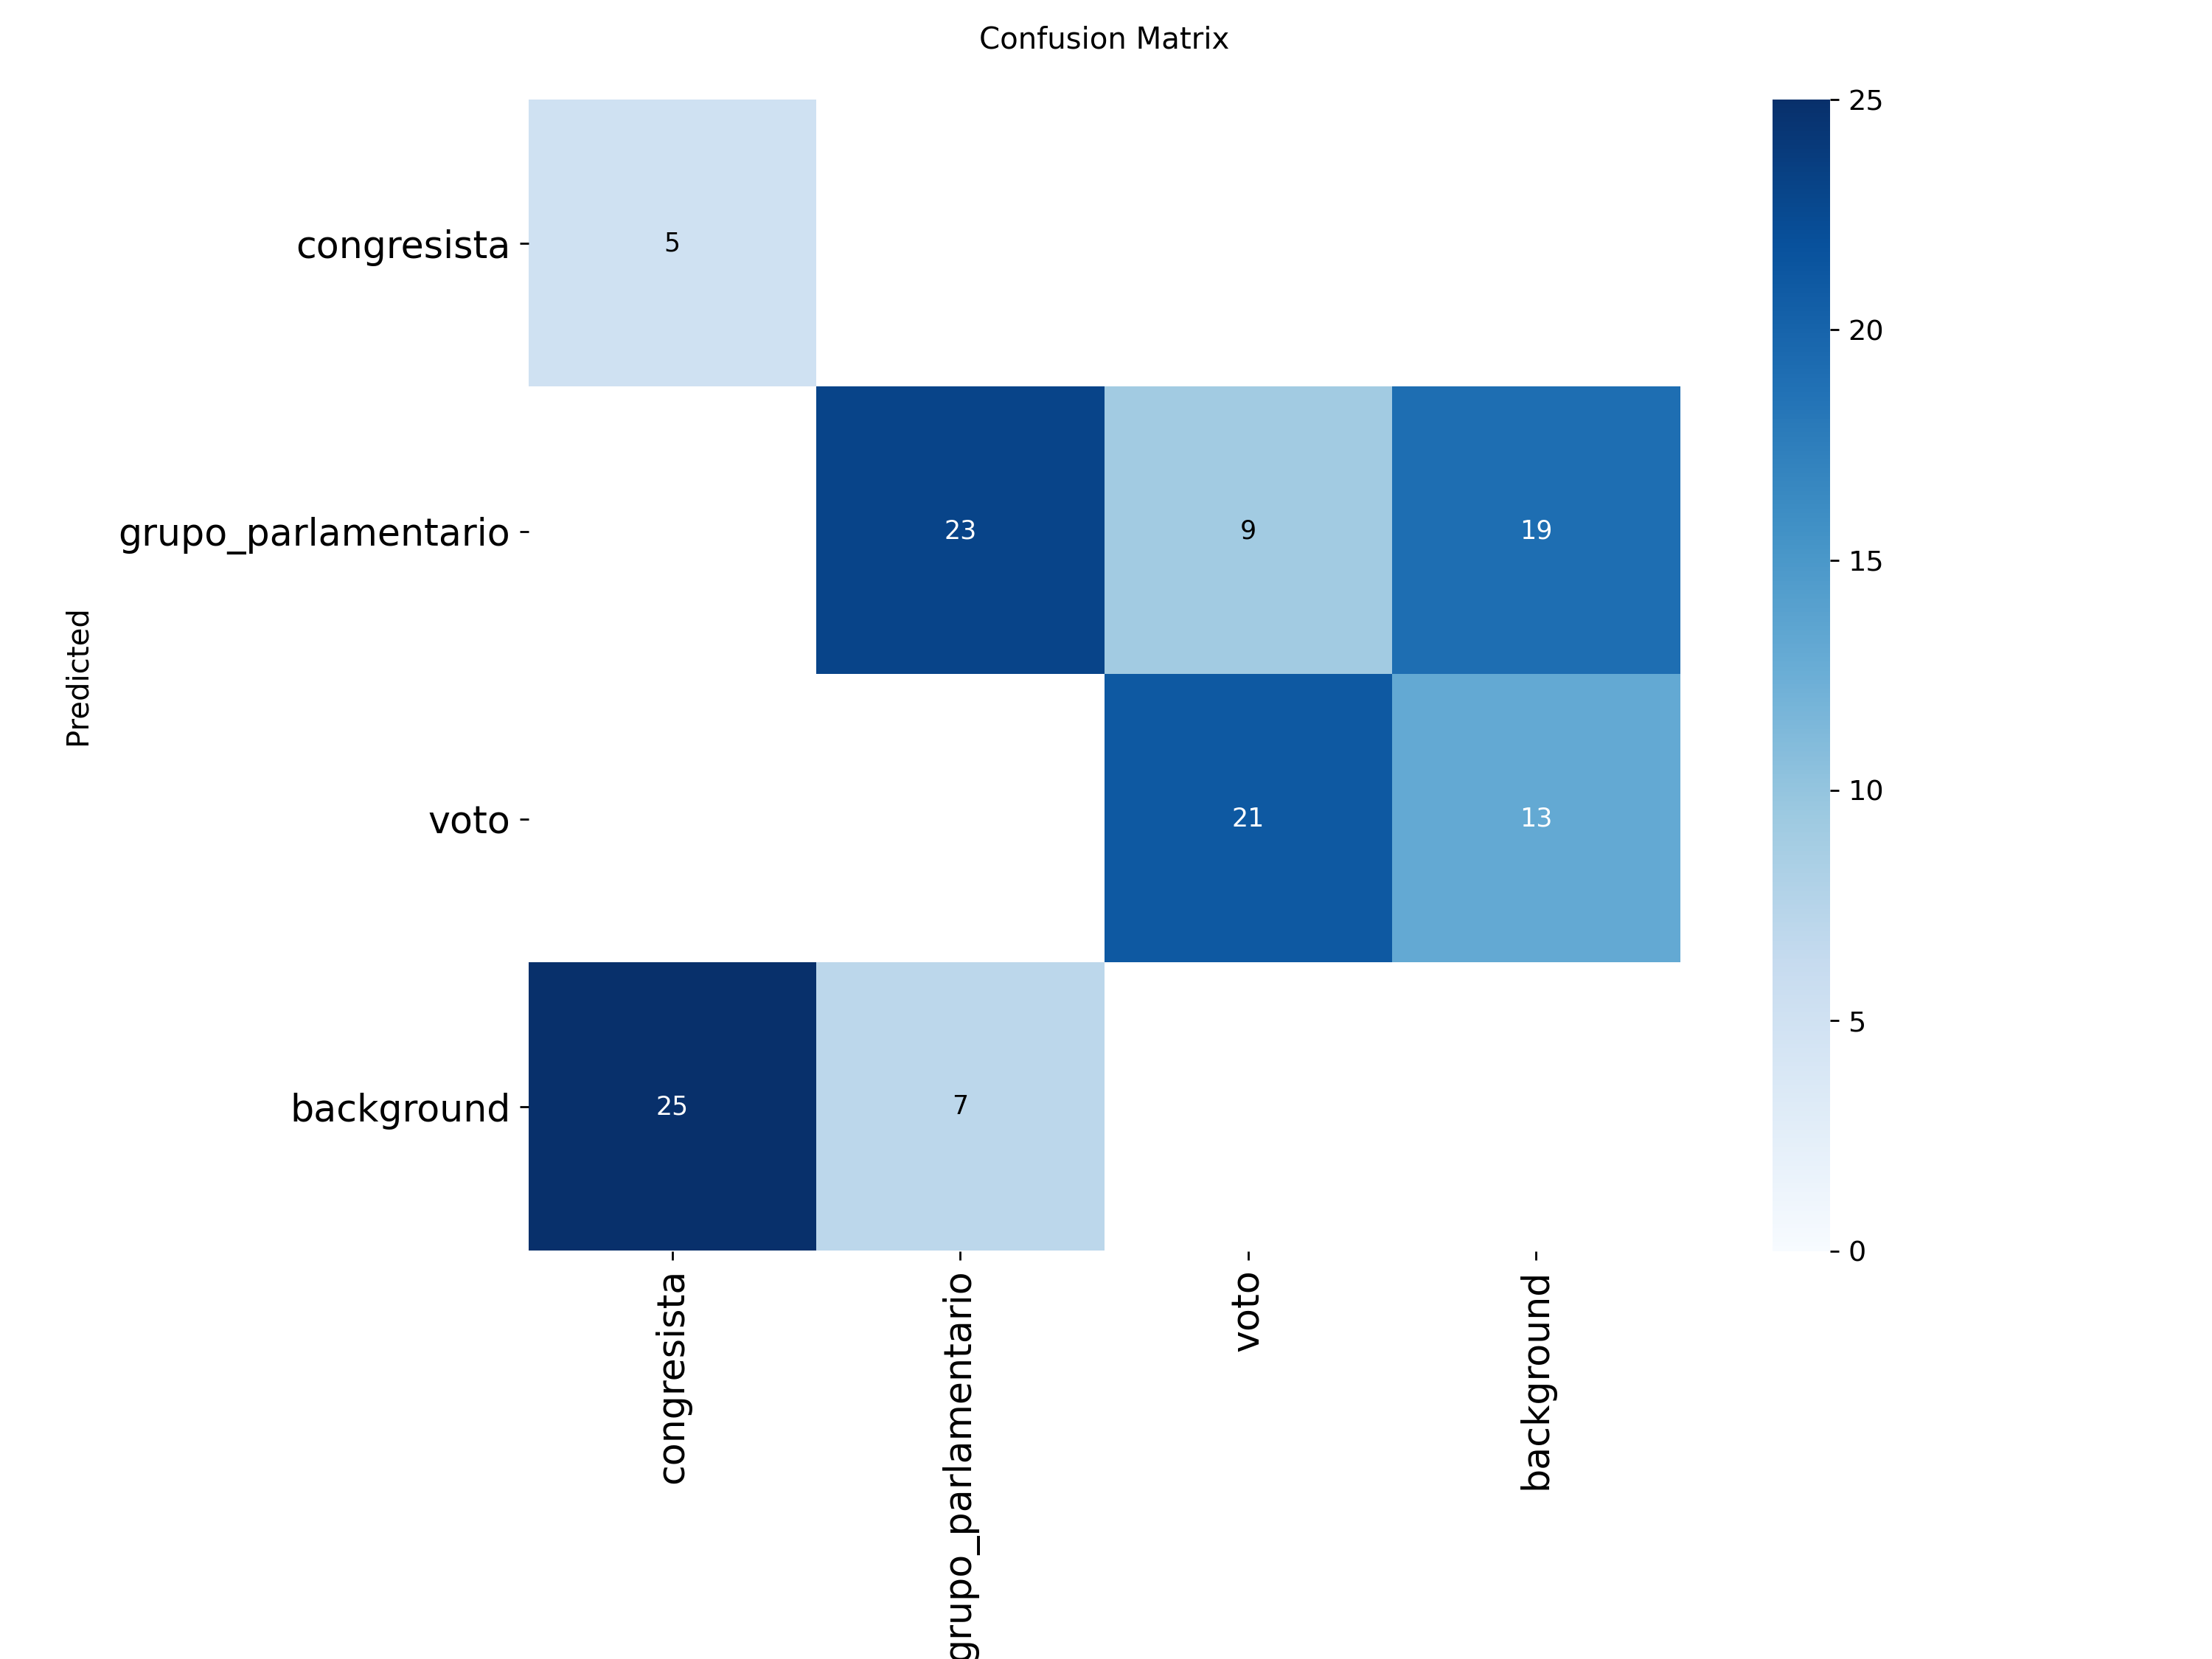 Confusion Matrix
Predicted
congresista
5
grupo_parlamentario
23 9 19
voto
21 13
background
25 7
congresista
grupo_parlamentario
voto
background
25
20
15
10
5
0